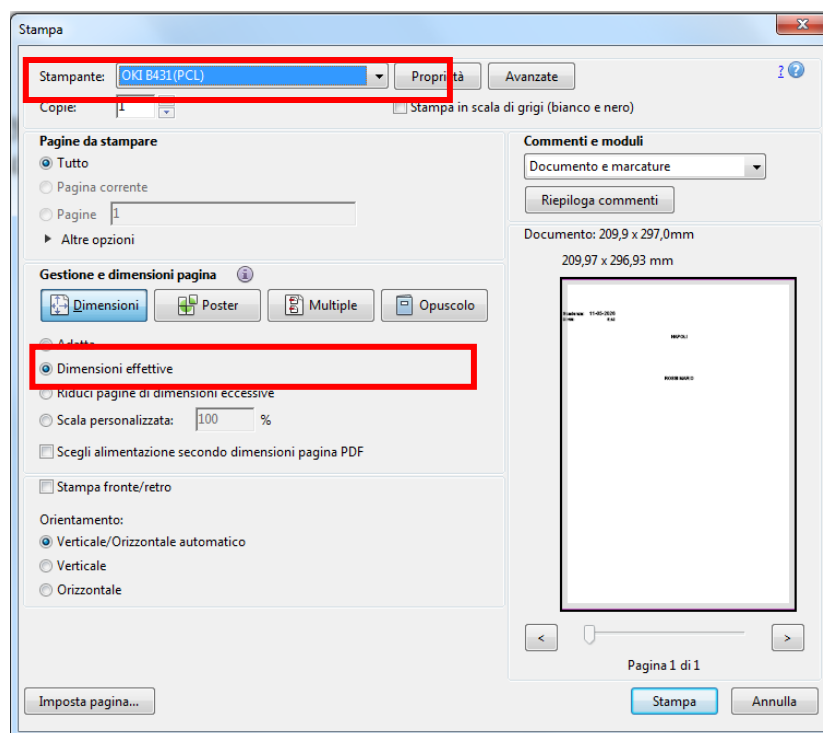 Stampa
Stampante: OKI B431(PCL) Proprietà Avanzate ?
Copie: 1 Stampa in scala di grigi (bianco e nero)
Pagine da stampare
Tutto
Pagina corrente
Pagine 1
Altre opzioni
Commenti e moduli
Documento e marcature
Riepiloga commenti
Documento: 209,9 x 297,0mm
209,97 x 296,93 mm
Gestione e dimensioni pagina
Dimensioni Poster Multiple Opuscolo
Dimensioni effettive
Riduci pagine di dimensioni eccessive
Scala personalizzata: 100 %
Scegli alimentazione secondo dimensioni pagina PDF
Stampa fronte/retro
Orientamento:
Verticale/Orizzontale automatico
Verticale
Orizzontale
11-05-2020
NAPOLI
< >
Pagina 1 di 1
Imposta pagina... Stampa Annulla